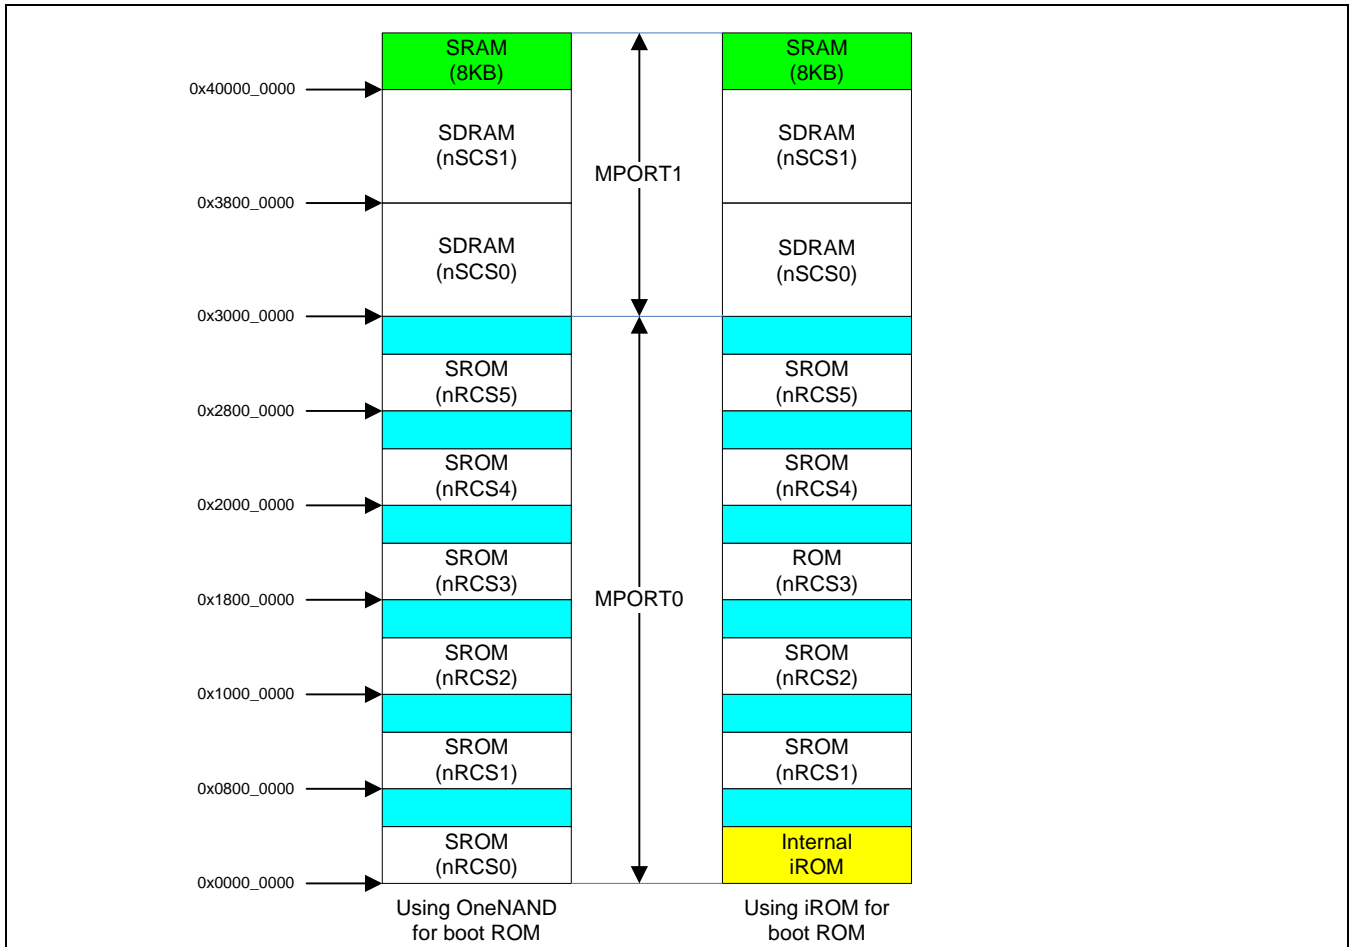 SRAM
(8KB)
SRAM
(8KB)
0x40000_0000
SDRAM
(nSCS1)
SDRAM
(nSCS1)
MPORT1
0x3800_0000
SDRAM
(nSCS0)
SDRAM
(nSCS0)
0x3000_0000
SROM
(nRCS5)
SROM
(nRCS5)
0x2800_0000
SROM
(nRCS4)
SROM
(nRCS4)
0x2000_0000
SROM
(nRCS3)
ROM
(nRCS3)
0x1800_0000
MPORT0
SROM
(nRCS2)
SROM
(nRCS2)
0x1000_0000
SROM
(nRCS1)
SROM
(nRCS1)
0x0800_0000
SROM
(nRCS0)
Internal
iROM
0x0000_0000
Using OneNAND
for boot ROM
Using iROM for
boot ROM